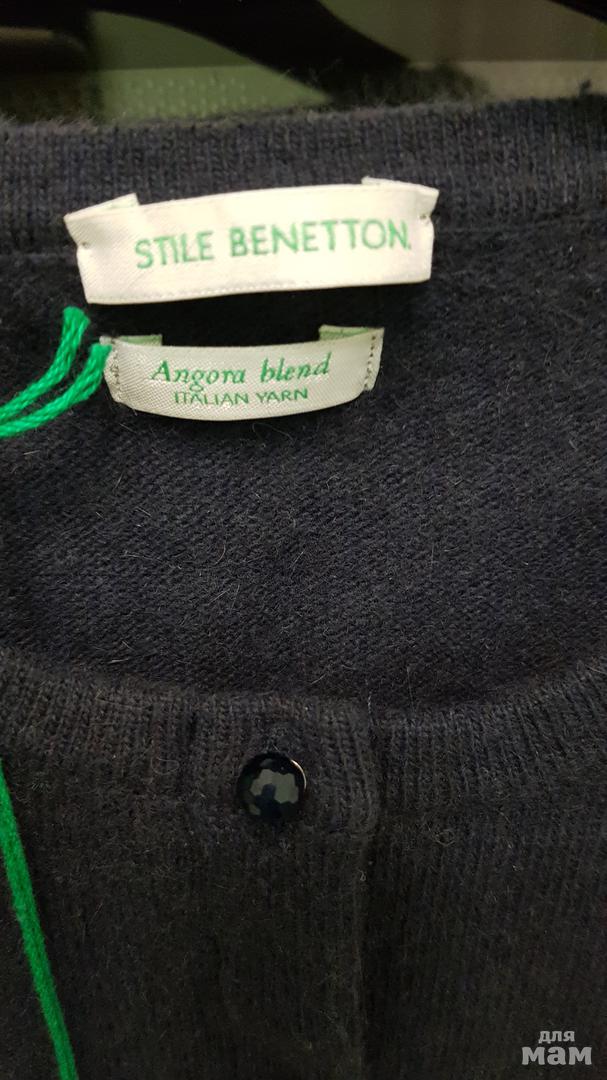 STILE BENETTON.
Angora blend
ITALIAN YARN
для
мам